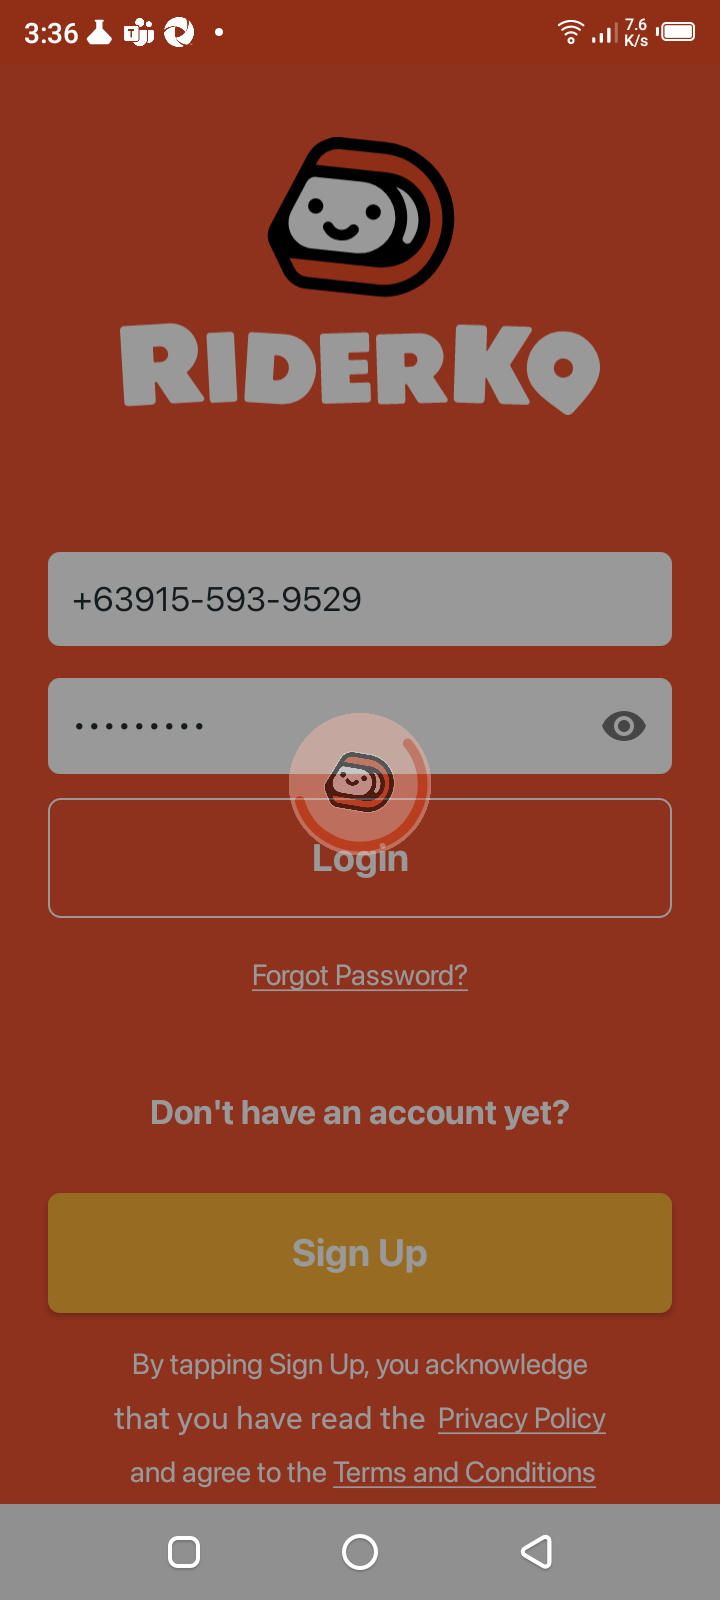 3:36
7.6
K/s
RIDERKO
+63915-593-9529
•••••••••
Login
Forgot Password?
Don't have an account yet?
Sign Up
By tapping Sign Up, you acknowledge
that you have read the Privacy Policy
and agree to the Terms and Conditions